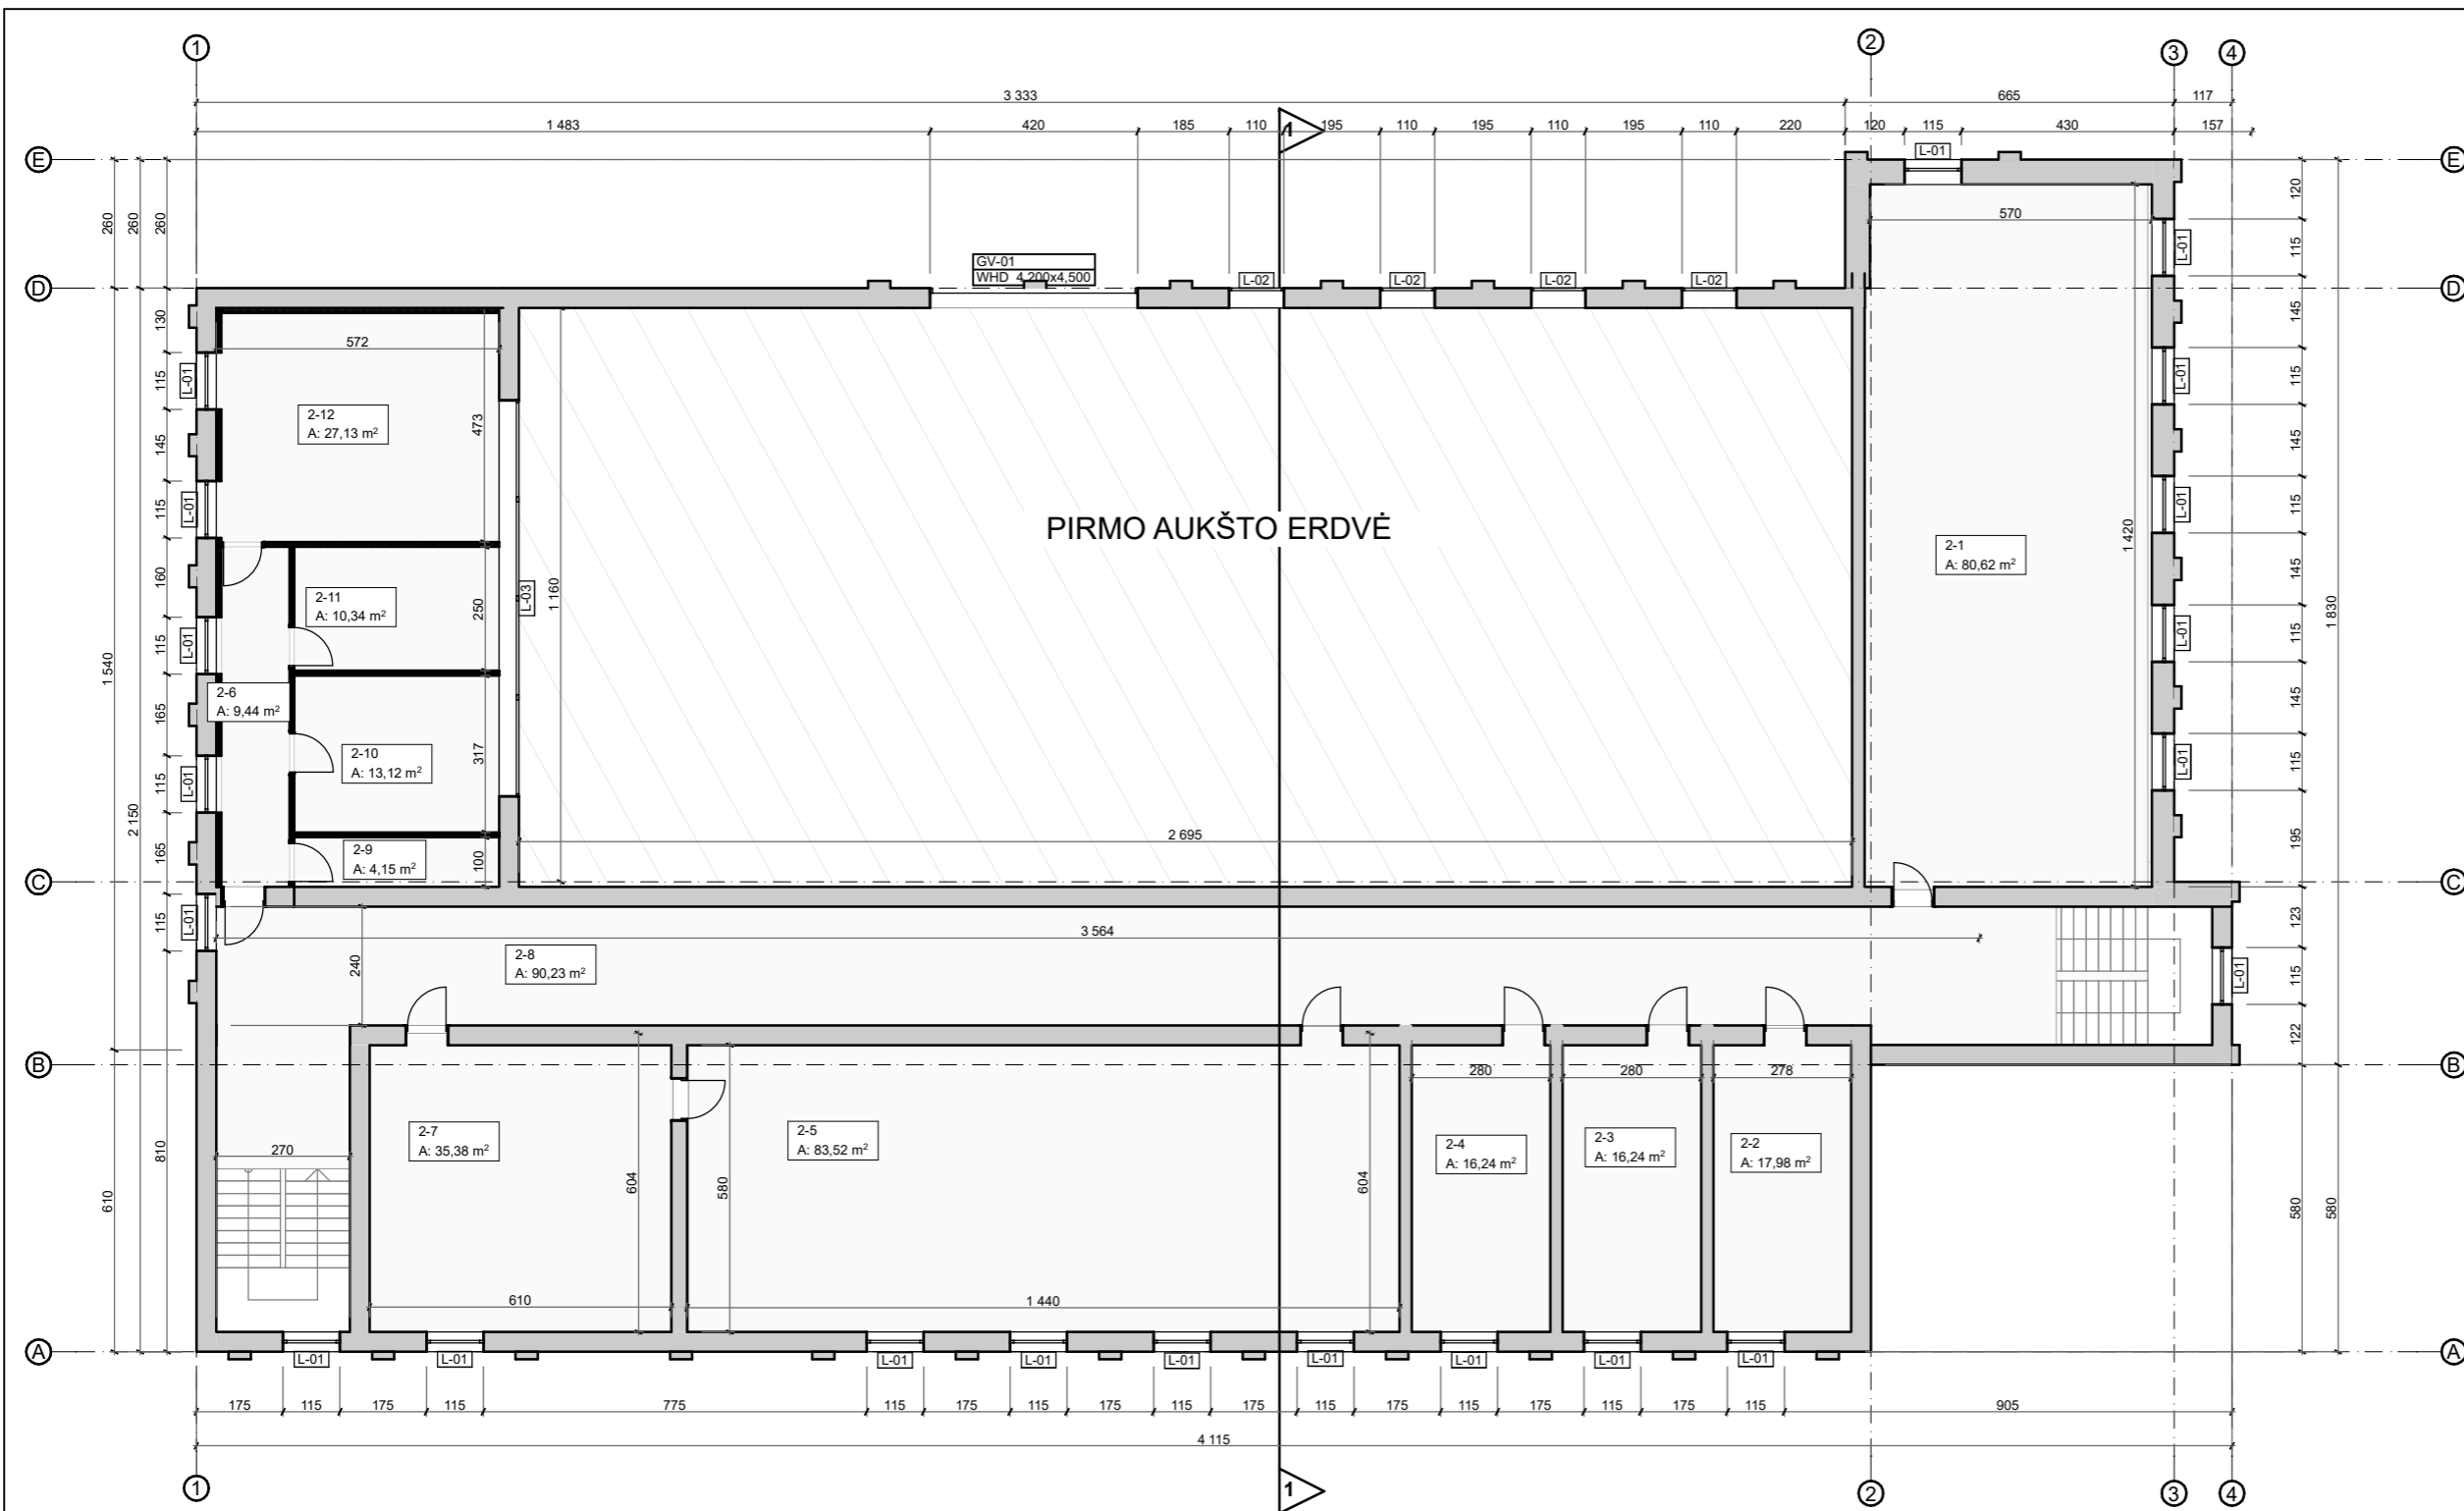 1
2
3
4
3 333
665
117
1 483
420
185
110
1
195
110
195
110
195
110
220
120
115
430
157
E
L-01
E
260
260
260
120
570
L-01
GV-01
WHD 4,200x4,500
L-02
L-02
L-02
L-02
115
D
D
130
145
572
L-01
115
L-01
115
2-12
A: 27,13 m²
473
145
145
L-01
115
L-01
115
PIRMO AUKŠTO ERDVĖ
1 420
2-1
A: 80,62 m²
160
145
2-11
A: 10,34 m²
250
L-03
1 160
1 830
L-01
115
L-01
115
1 540
2-6
A: 9,44 m²
165
145
2-10
A: 13,12 m²
317
L-01
115
L-01
115
2 150
2 695
165
195
2-9
A: 4,15 m²
100
C
C
L-01
115
123
3 564
240
2-8
A: 90,23 m²
L-01
115
122
B
B
280
280
278
2-7
A: 35,38 m²
2-5
A: 83,52 m²
2-4
A: 16,24 m²
2-3
A: 16,24 m²
2-2
A: 17,98 m²
810
270
610
604
580
604
580
580
610
1 440
A
A
L-01
L-01
L-01
L-01
L-01
L-01
L-01
L-01
L-01
175
115
175
115
775
115
175
115
175
115
175
115
175
115
175
115
175
115
905
4 115
1
1
2
3
4